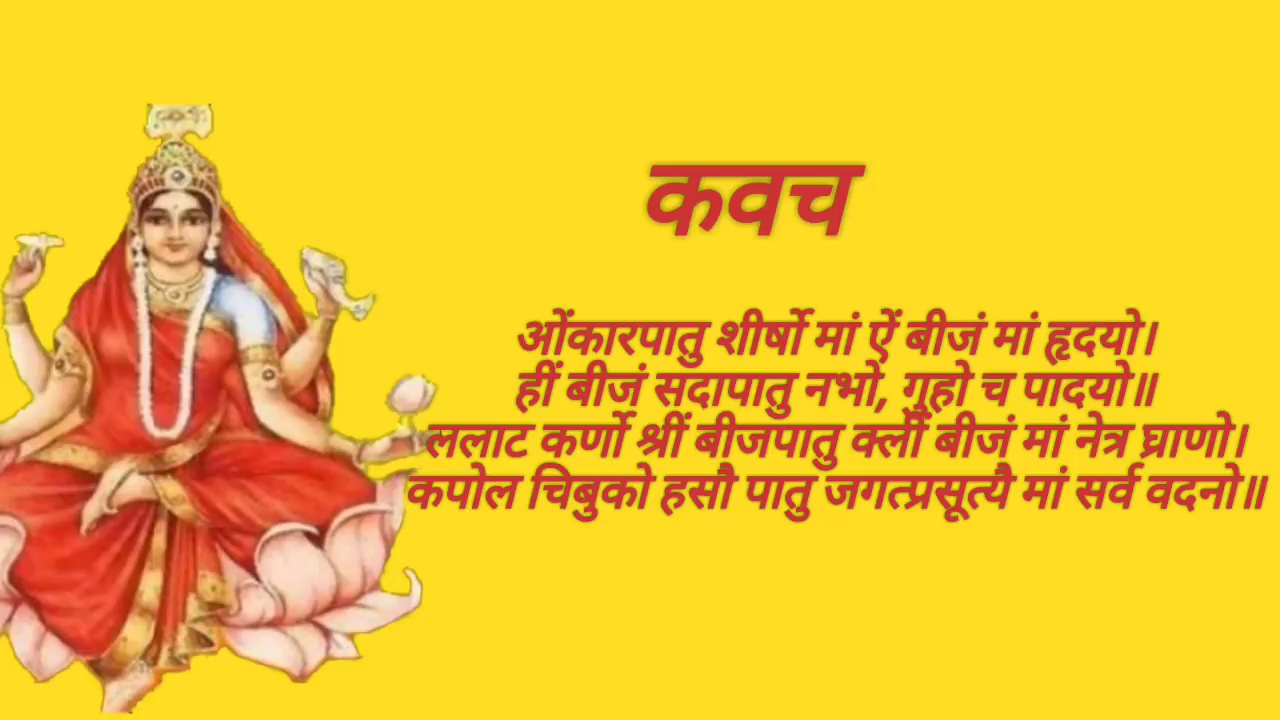 कवच
ओंकारपातु शीर्षो मां ऐं बीजं मां हृदयो।
हीं बीजं सदापातु नभो, गुहो च पादयो॥
ललाट कर्णो श्रीं बीजपातु क्लीं बीजं मां नेत्र घ्राणो।
कपोल चिबुको हसौ पातु जगत्प्रसूत्यै मां सर्व वदनो॥